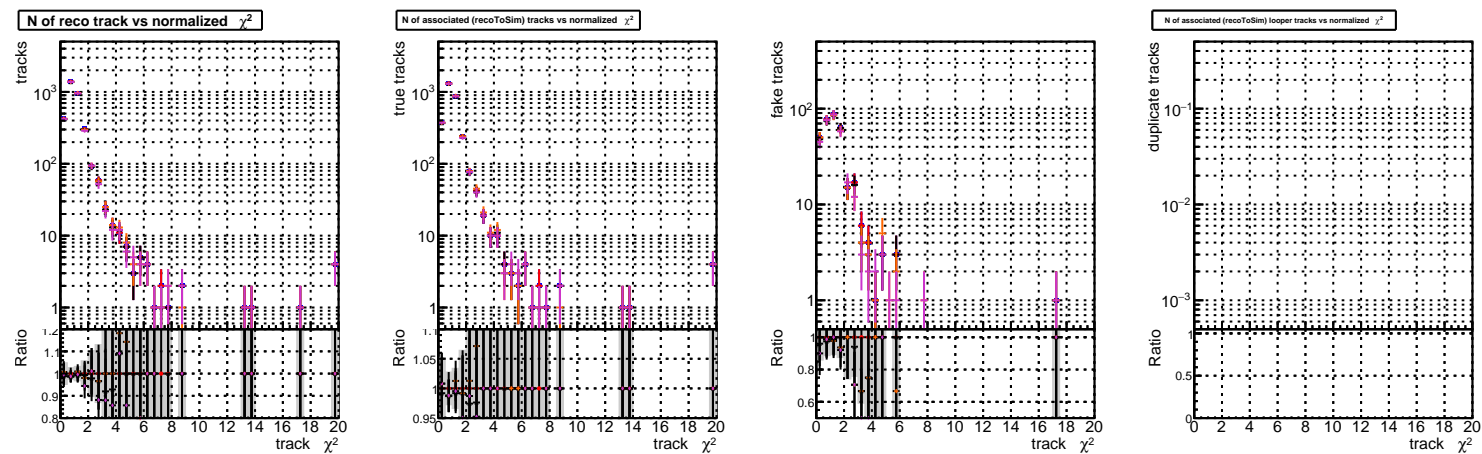 N of reco track vs normalized χ²
tracks
10³
10²
10
1
Ratio
1.2
1.1
1.0
0.9
0.8
0 2 4 6 8 10 12 14 16 18 20
track χ²
N of associated (recoToSim) tracks vs normalized χ²
true tracks
10³
10²
10
1
Ratio
1.1
1.05
1.00
0.95
0 2 4 6 8 10 12 14 16 18 20
track χ²
fake tracks
10²
10
1
Ratio
0.8
0.6
0 2 4 6 8 10 12 14 16 18 20
track χ²
N of associated (recoToSim) looper tracks vs normalized χ²
duplicate tracks
10⁻¹
10⁻²
10⁻³
Ratio
1
0.5
0
0 2 4 6 8 10 12 14 16 18 20
track χ²